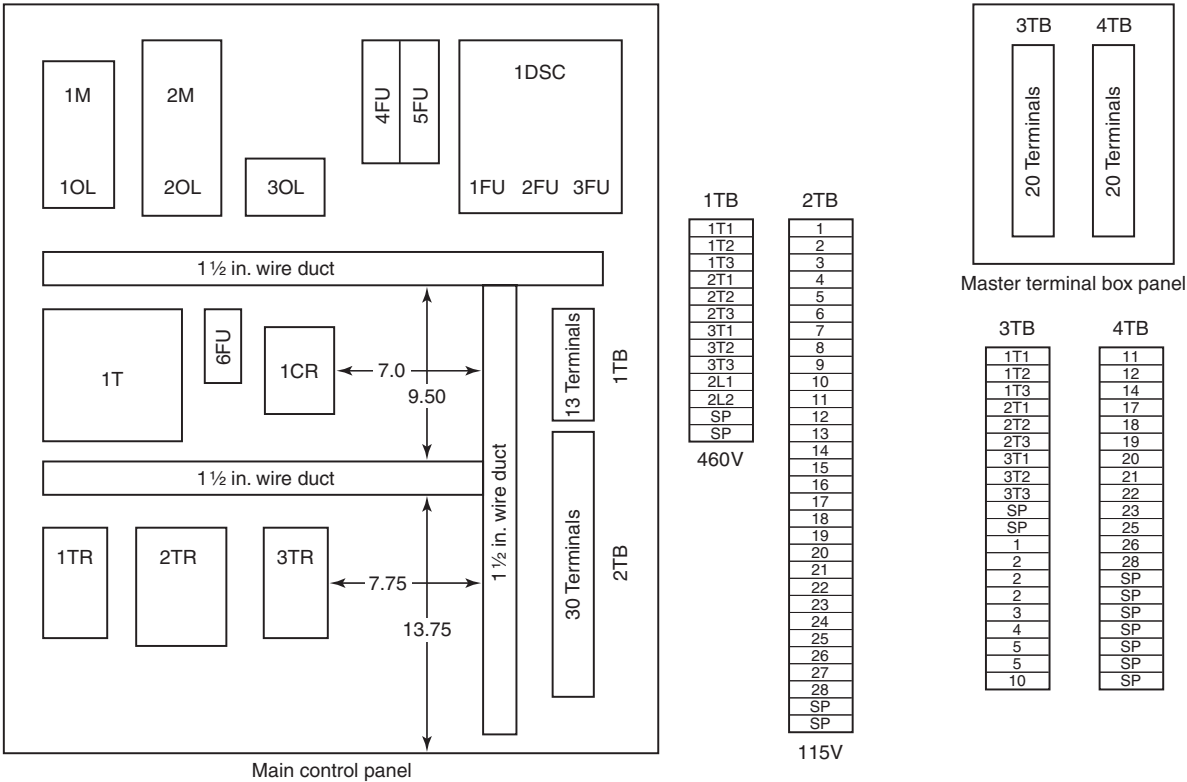 1M
1OL
2M
2OL
3OL
4FU
5FU
1DSC
1FU 2FU 3FU
1 ½ in. wire duct
1T
6FU
1CR
7.0
9.50
13 Terminals
1TB
1 ½ in. wire duct
1 ½ in. wire duct
1TR
2TR
3TR
7.75
13.75
30 Terminals
2TB
Main control panel
1TB
1T1
1T2
1T3
2T1
2T2
2T3
3T1
3T2
3T3
2L1
2L2
SP
SP
460V
2TB
1
2
3
4
5
6
7
8
9
10
11
12
13
14
15
16
17
18
19
20
21
22
23
24
25
26
27
28
SP
SP
115V
3TB
4TB
20 Terminals
20 Terminals
Master terminal box panel
3TB
1T1
1T2
1T3
2T1
2T2
2T3
3T1
3T2
3T3
SP
SP
1
2
2
2
3
4
5
5
10
4TB
11
12
14
17
18
19
20
21
22
23
25
26
28
SP
SP
SP
SP
SP
SP
SP